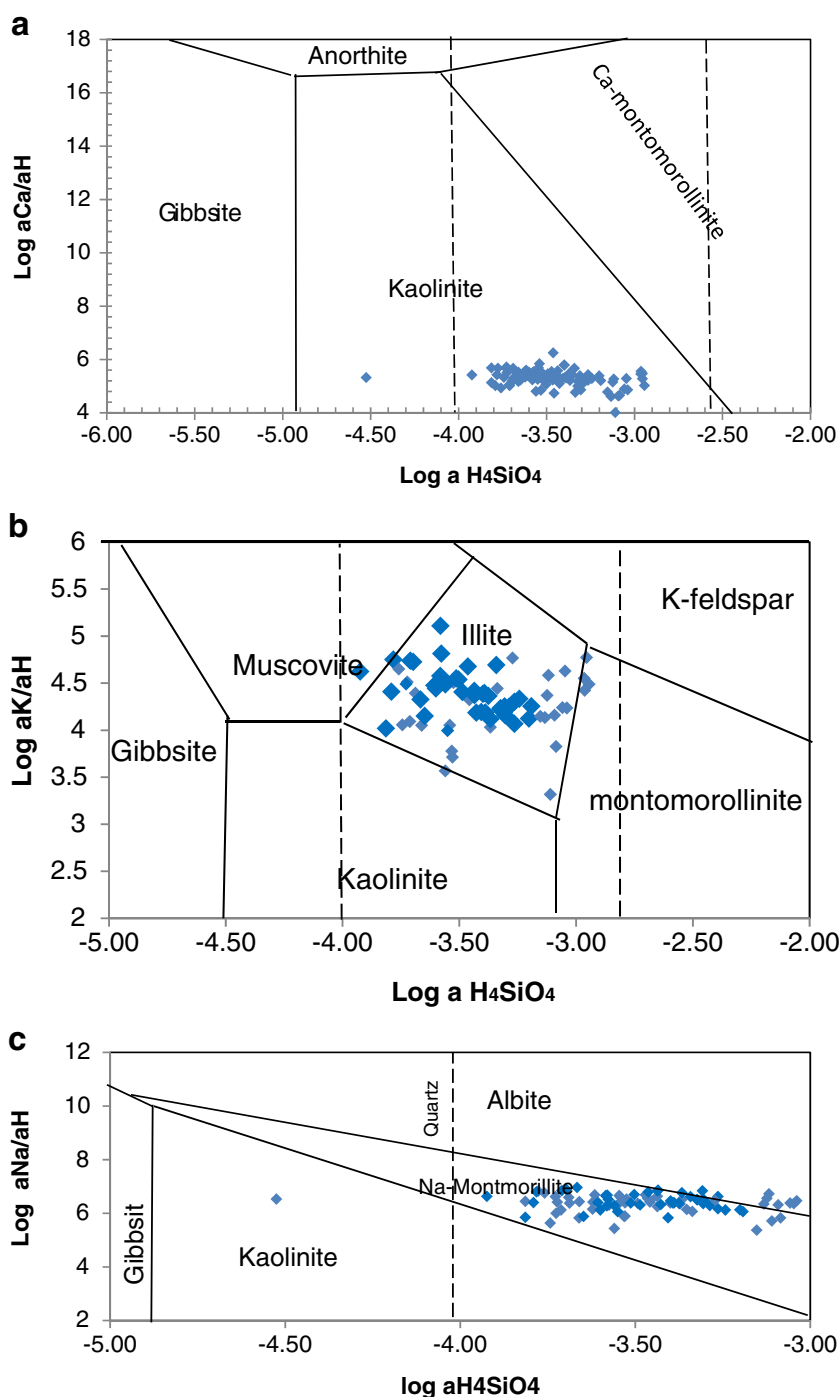 a
18
16
14
12
10
8
6
4
Log aCa/aH
Anorthite
Gibbsite
Kaolinite
Ca-montomorollinite
-6.00 -5.50 -5.00 -4.50 -4.00 -3.50 -3.00 -2.50 -2.00
Log a H4SiO4
b
6
5.5
5
4.5
4
3.5
3
2.5
2
Log aK/aH
K-feldspar
Illite
Muscovite
Gibbsite
montomorollinite
Kaolinite
-5.00 -4.50 -4.00 -3.50 -3.00 -2.50 -2.00
Log a H4SiO4
c
12
10
8
6
4
2
Log aNa/aH
Quartz
Albite
Na-Montmorillite
Gibbsit
Kaolinite
-5.00 -4.50 -4.00 -3.50 -3.00
log aH4SiO4